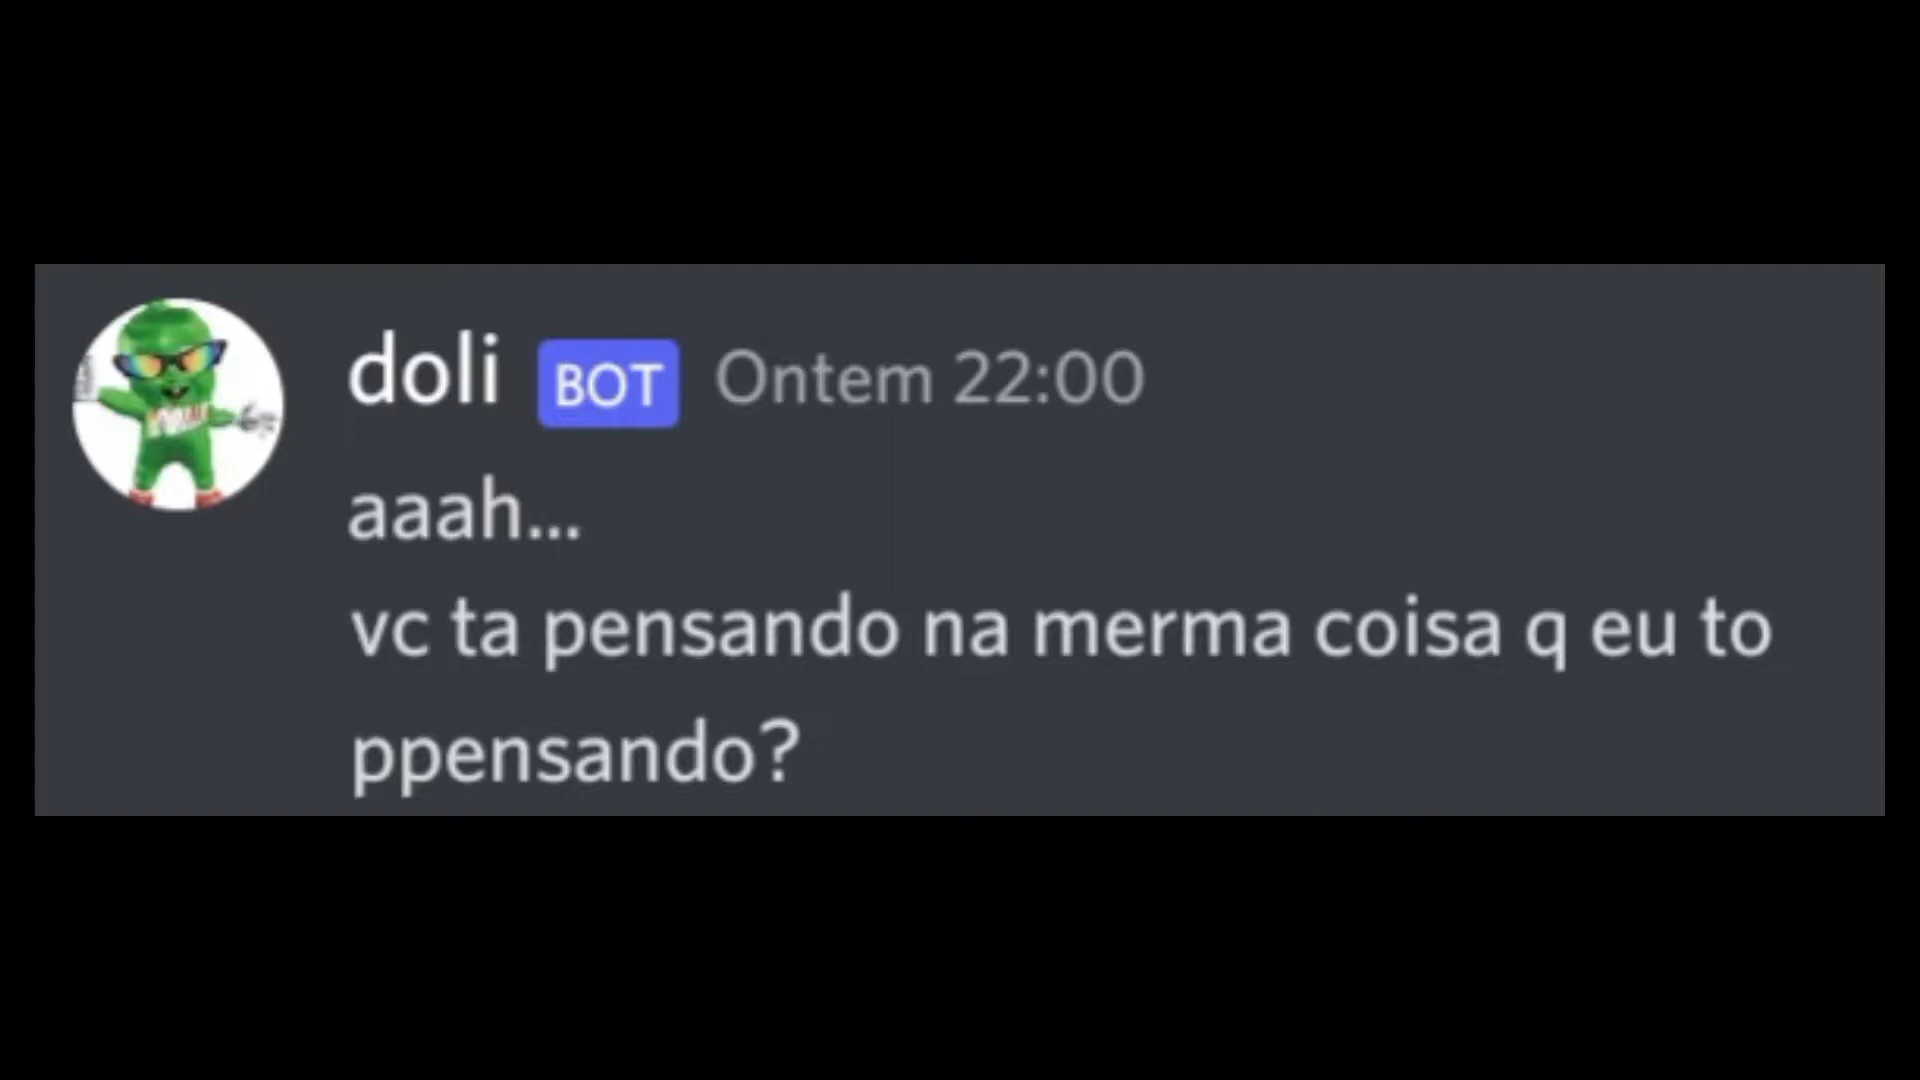 doli BOT Ontem 22:00
aaah...
vc ta pensando na merma coisa q eu to
ppensando?